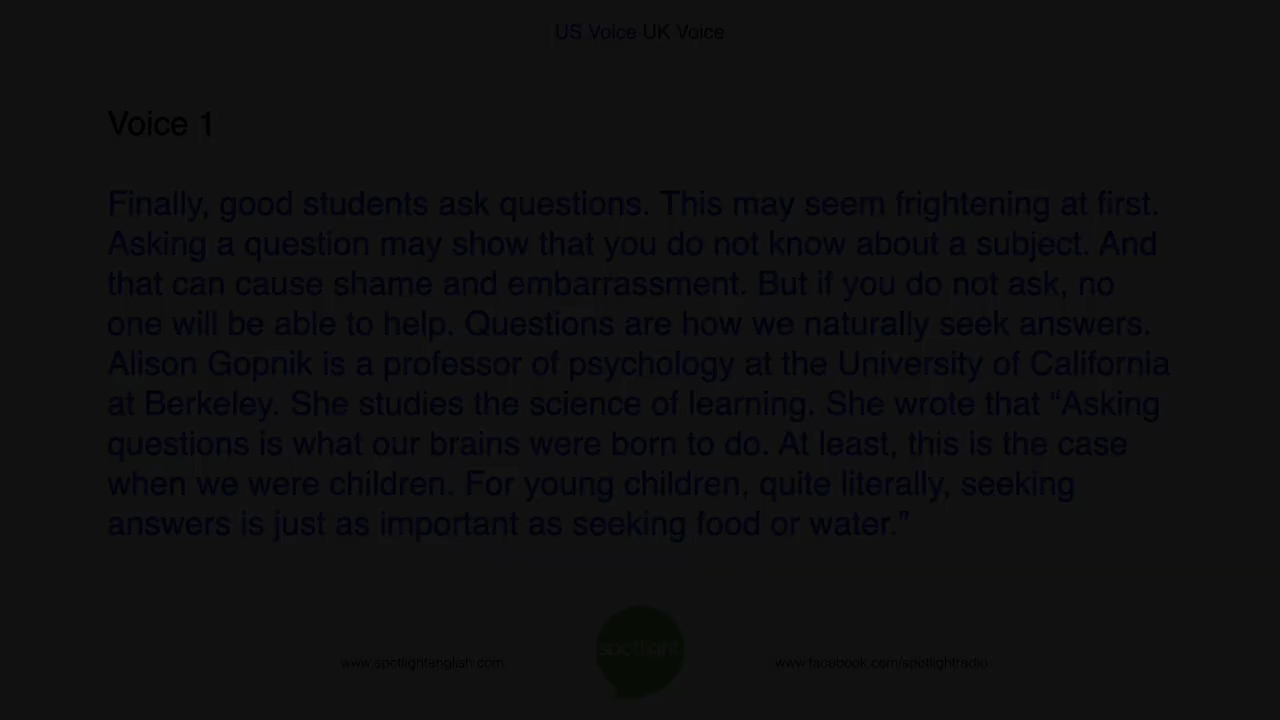 US Voice UK Voice
Voice 1
Finally, good students ask questions. This may seem frightening at first.
Asking a question may show that you do not know about a subject. And
that can cause shame and embarrassment. But if you do not ask, no
one will be able to help. Questions are how we naturally seek answers.
Alison Gopnik is a professor of psychology at the University of California
at Berkeley. She studies the science of learning. She wrote that “Asking
questions is what our brains were born to do. At least, this is the case
when we were children. For young children, quite literally, seeking
answers is just as important as seeking food or water.”
www.spotlightenglish.com
spotlight
www.facebook.com/spotlightradio